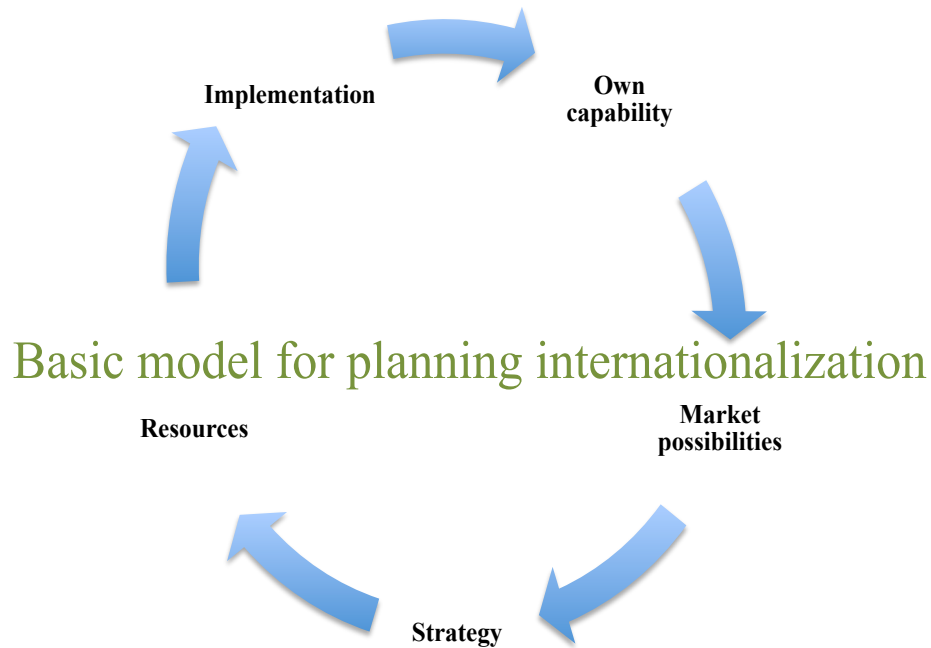 Implementation
Own
capability
Basic model for planning internationalization
Resources
Market
possibilities
Strategy